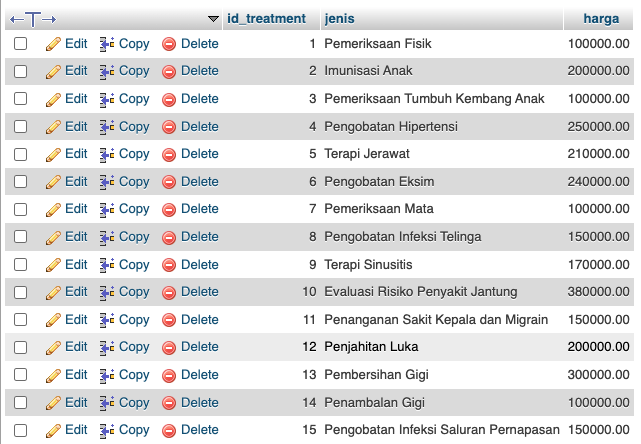 id_treatment jenis harga
Edit Copy Delete 1 Pemeriksaan Fisik 100000.00
Edit Copy Delete 2 Imunisasi Anak 200000.00
Edit Copy Delete 3 Pemeriksaan Tumbuh Kembang Anak 100000.00
Edit Copy Delete 4 Pengobatan Hipertensi 250000.00
Edit Copy Delete 5 Terapi Jerawat 210000.00
Edit Copy Delete 6 Pengobatan Eksim 240000.00
Edit Copy Delete 7 Pemeriksaan Mata 100000.00
Edit Copy Delete 8 Pengobatan Infeksi Telinga 150000.00
Edit Copy Delete 9 Terapi Sinusitis 170000.00
Edit Copy Delete 10 Evaluasi Risiko Penyakit Jantung 380000.00
Edit Copy Delete 11 Penanganan Sakit Kepala dan Migrain 150000.00
Edit Copy Delete 12 Penjahitan Luka 200000.00
Edit Copy Delete 13 Pembersihan Gigi 300000.00
Edit Copy Delete 14 Penambalan Gigi 100000.00
Edit Copy Delete 15 Pengobatan Infeksi Saluran Pernapasan 150000.00